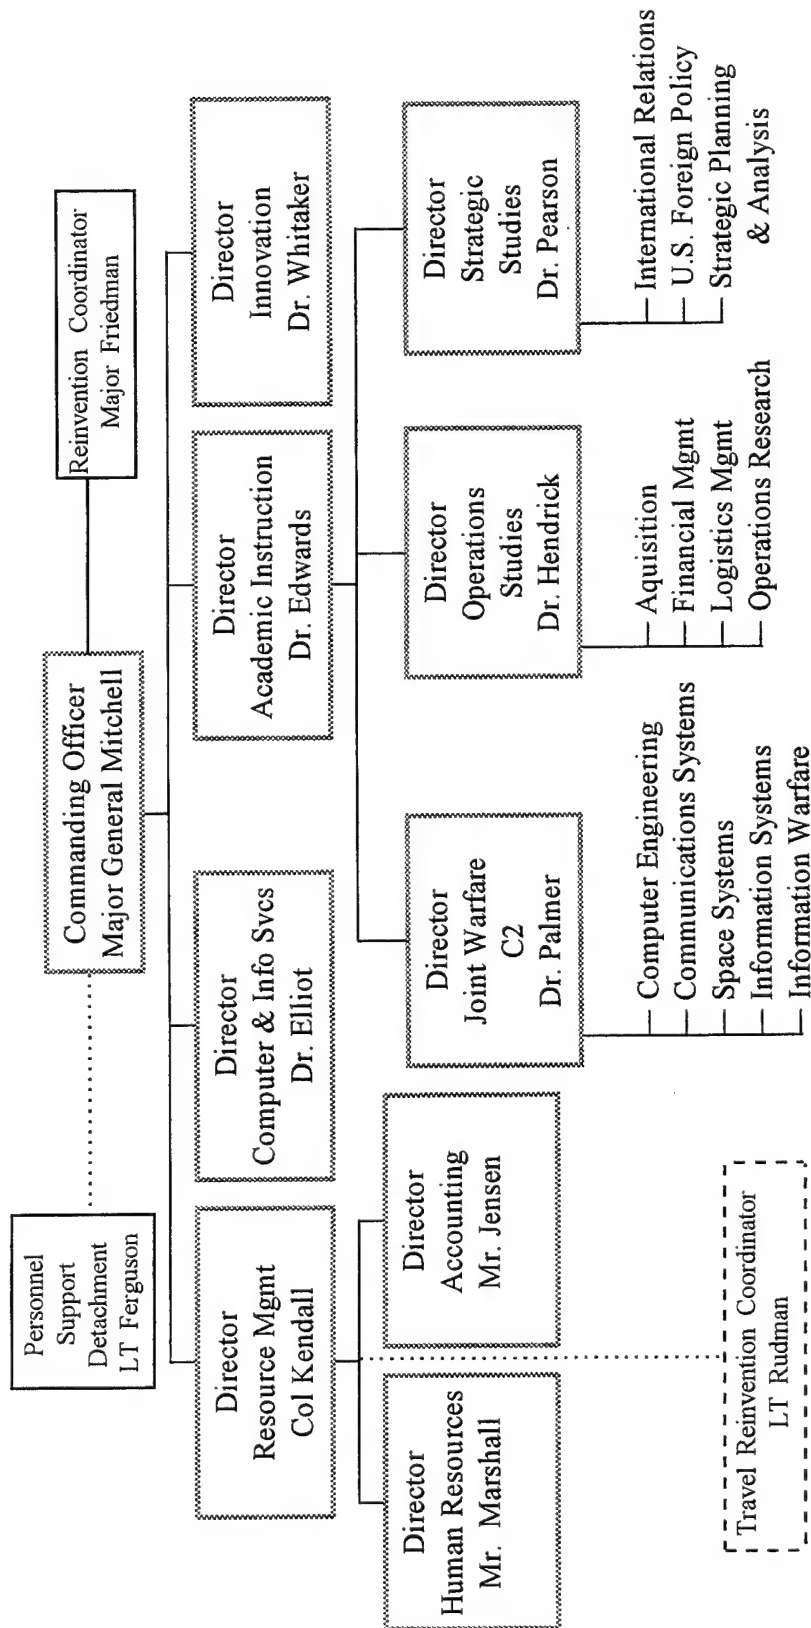 Personnel
Support
Detachment
LT Ferguson
Commanding Officer
Major General Mitchell
Reinvention Coordinator
Major Friedman
Director
Resource Mgmt
Col Kendall
Director
Computer & Info Svcs
Dr. Elliot
Director
Academic Instruction
Dr. Edwards
Director
Innovation
Dr. Whitaker
Director
Human Resources
Mr. Marshall
Director
Accounting
Mr. Jensen
Director
Joint Warfare
C2
Dr. Palmer
Director
Operations
Studies
Dr. Hendrick
Director
Strategic
Studies
Dr. Pearson
Computer Engineering
Communications Systems
Space Systems
Information Systems
Information Warfare
Aquisition
Financial Mgmt
Logistics Mgmt
Operations Research
International Relations
U.S. Foreign Policy
Strategic Planning
& Analysis
Travel Reinvention Coordinator
LT Rudman